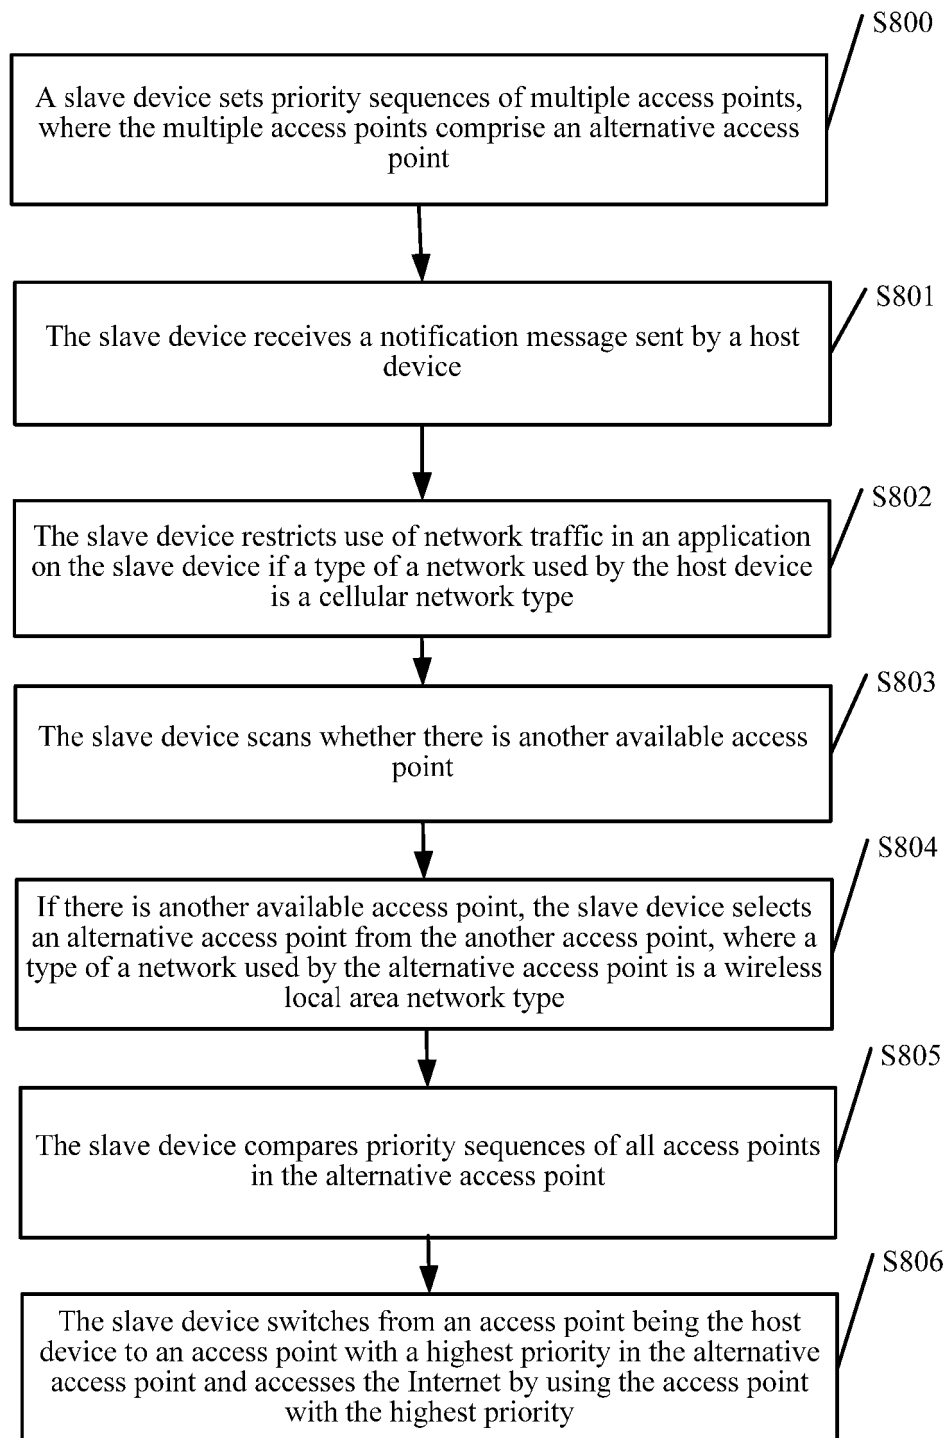 S800
A slave device sets priority sequences of multiple access points,
where the multiple access points comprise an alternative access
point
S801
The slave device receives a notification message sent by a host
device
S802
The slave device restricts use of network traffic in an application
on the slave device if a type of a network used by the host device
is a cellular network type
S803
The slave device scans whether there is another available access
point
S804
If there is another available access point, the slave device selects
an alternative access point from the another access point, where a
type of a network used by the alternative access point is a wireless
local area network type
S805
The slave device compares priority sequences of all access points
in the alternative access point
S806
The slave device switches from an access point being the host
device to an access point with a highest priority in the alternative
access point and accesses the Internet by using the access point
with the highest priority